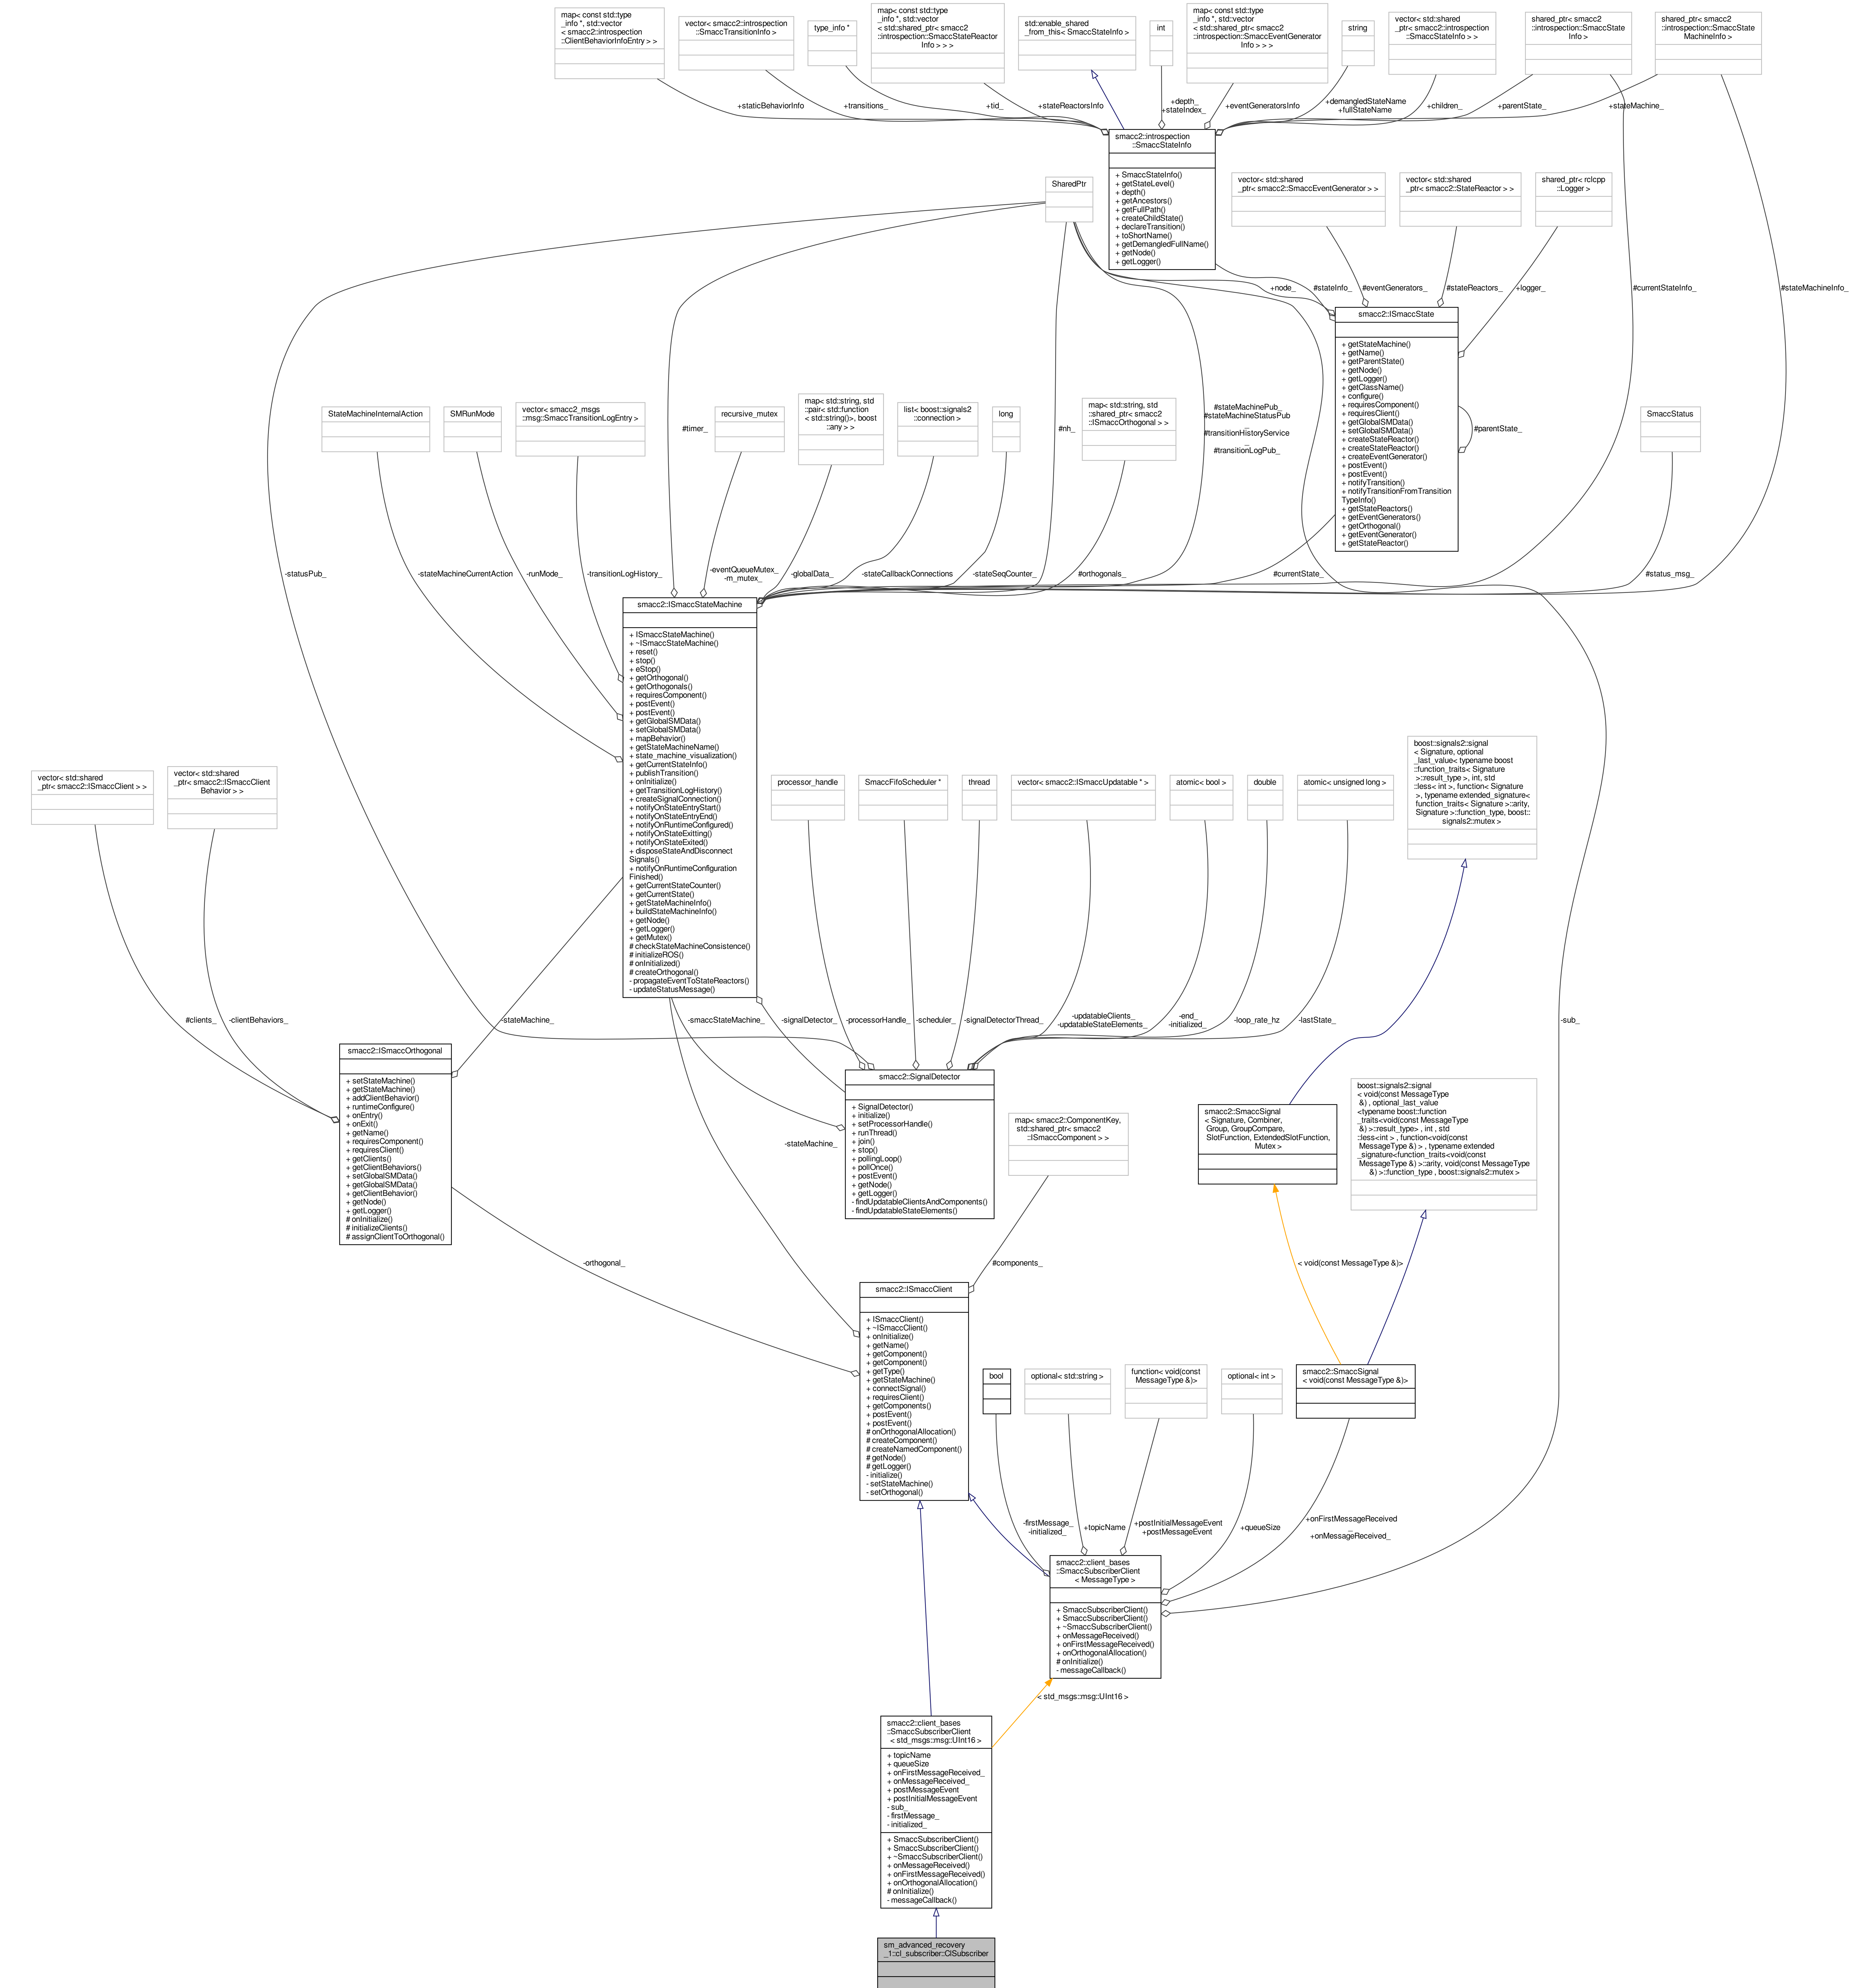 map< const std::type
_info *, std::vector
< smacc2::introspection
::ClientBehaviorInfoEntry > >
vector< smacc2::introspection
::SmaccTransitionInfo >
type_info *
map< const std::type
_info *, std::vector
< std::shared_ptr< smacc2
::introspection::SmaccStateReactor
Info > > >
std::enable_shared
_from_this< SmaccStateInfo >
int
map< const std::type
_info *, std::vector
< std::shared_ptr< smacc2
::introspection::SmaccEventGenerator
Info > > >
string
vector< std::shared
_ptr< smacc2::introspection
::SmaccStateInfo > >
shared_ptr< smacc2
::introspection::SmaccState
Info >
shared_ptr< smacc2
::introspection::SmaccState
MachineInfo >
+staticBehaviorInfo
+transitions_
+tid_
+stateReactorsInfo
+depth_
+stateIndex_
+eventGeneratorsInfo
+demangledStateName
+fullStateName
+children_
+parentState_
+stateMachine_
smacc2::introspection
::SmaccStateInfo
+ SmaccStateInfo()
+ getStateLevel()
+ depth()
+ getAncestors()
+ getFullPath()
+ createChildState()
+ declareTransition()
+ toShortName()
+ getDemangledFullName()
+ getNode()
+ getLogger()
SharedPtr
vector< std::shared
_ptr< smacc2::SmaccEventGenerator > >
vector< std::shared
_ptr< smacc2::StateReactor > >
shared_ptr< rclcpp
::Logger >
+node_
#stateInfo_
#eventGenerators_
#stateReactors_
+logger_
#currentStateInfo_
#stateMachineInfo_
smacc2::ISmaccState
+ getStateMachine()
+ getName()
+ getParentState()
+ getNode()
+ getLogger()
+ getClassName()
+ configure()
+ requiresComponent()
+ requiresClient()
+ getGlobalSMData()
+ setGlobalSMData()
+ createStateReactor()
+ createStateReactor()
+ createEventGenerator()
+ postEvent()
+ postEvent()
+ notifyTransition()
+ notifyTransitionFromTransition
TypeInfo()
+ getStateReactors()
+ getEventGenerators()
+ getOrthogonal()
+ getEventGenerator()
+ getStateReactor()
#parentState_
StateMachineInternalAction
SMRunMode
vector< smacc2_msgs
::msg::SmaccTransitionLogEntry >
#timer_
recursive_mutex
map< std::string, std
::pair< std::function
< std::string()>, boost
::any > >
list< boost::signals2
::connection >
long
#nh_
map< std::string, std
::shared_ptr< smacc2
::ISmaccOrthogonal > >
#stateMachinePub_
#stateMachineStatusPub
_
#transitionHistoryService
_
#transitionLogPub_
SmaccStatus
-statusPub_
-stateMachineCurrentAction
-runMode_
-transitionLogHistory_
-eventQueueMutex_
-m_mutex_
-globalData_
-stateCallbackConnections
-stateSeqCounter_
#orthogonals_
#currentState_
#status_msg_
smacc2::ISmaccStateMachine
+ ISmaccStateMachine()
+ ~ISmaccStateMachine()
+ reset()
+ stop()
+ eStop()
+ getOrthogonal()
+ getOrthogonals()
+ requiresComponent()
+ postEvent()
+ postEvent()
+ getGlobalSMData()
+ setGlobalSMData()
+ mapBehavior()
+ getStateMachineName()
+ state_machine_visualization()
+ getCurrentStateInfo()
+ publishTransition()
+ onInitialize()
+ getTransitionLogHistory()
+ createSignalConnection()
+ notifyOnStateEntryStart()
+ notifyOnStateEntryEnd()
+ notifyOnRuntimeConfigured()
+ notifyOnStateExitting()
+ notifyOnStateExited()
+ disposeStateAndDisconnect
Signals()
+ notifyOnRuntimeConfiguration
Finished()
+ getCurrentStateCounter()
+ getCurrentState()
+ getStateMachineInfo()
+ buildStateMachineInfo()
+ getNode()
+ getLogger()
+ getMutex()
# checkStateMachineConsistence()
# initializeROS()
# onInitialized()
# createOrthogonal()
- propagateEventToStateReactors()
- updateStatusMessage()
vector< std::shared
_ptr< smacc2::ISmaccClient > >
vector< std::shared
_ptr< smacc2::ISmaccClient
Behavior > >
processor_handle
SmaccFifoScheduler *
thread
vector< smacc2::ISmaccUpdatable * >
atomic< bool >
double
atomic< unsigned long >
boost::signals2::signal
< Signature, optional
_last_value< typename boost
::function_traits< Signature
>::result_type >, int, std
::less< int >, function< Signature
>, typename extended_signature<
function_traits< Signature >::arity,
Signature >::function_type, boost::
signals2::mutex >
#clients_
-clientBehaviors_
-stateMachine_
-smaccStateMachine_
-signalDetector_
-processorHandle_
-scheduler_
-signalDetectorThread_
-updatableClients_
-updatableStateElements_
-end_
-initialized_
-loop_rate_hz
-lastState_
-sub_
smacc2::ISmaccOrthogonal
+ setStateMachine()
+ getStateMachine()
+ addClientBehavior()
+ runtimeConfigure()
+ onEntry()
+ onExit()
+ getName()
+ requiresComponent()
+ requiresClient()
+ getClients()
+ getClientBehaviors()
+ setGlobalSMData()
+ getGlobalSMData()
+ getClientBehavior()
+ getNode()
+ getLogger()
# onInitialize()
# initializeClients()
# assignClientToOrthogonal()
smacc2::SignalDetector
+ SignalDetector()
+ initialize()
+ setProcessorHandle()
+ runThread()
+ join()
+ stop()
+ pollingLoop()
+ pollOnce()
+ postEvent()
+ getNode()
+ getLogger()
- findUpdatableClientsAndComponents()
- findUpdatableStateElements()
-stateMachine_
map< smacc2::ComponentKey,
std::shared_ptr< smacc2
::ISmaccComponent > >
smacc2::SmaccSignal
< Signature, Combiner,
Group, GroupCompare,
SlotFunction, ExtendedSlotFunction,
Mutex >
boost::signals2::signal
< void(const MessageType
&) , optional_last_value
<typename boost::function
_traits<void(const MessageType
&) >::result_type> , int , std
::less<int > , function<void(const
MessageType &) > , typename extended
_signature<function_traits<void(const
MessageType &) >::arity, void(const MessageType
&) >::function_type , boost::signals2::mutex >
-orthogonal_
#components_
< void(const MessageType &)>
smacc2::ISmaccClient
+ ISmaccClient()
+ ~ISmaccClient()
+ onInitialize()
+ getName()
+ getComponent()
+ getComponent()
+ getType()
+ getStateMachine()
+ connectSignal()
+ requiresClient()
+ getComponents()
+ postEvent()
+ postEvent()
# onOrthogonalAllocation()
# createComponent()
# createNamedComponent()
# getNode()
# getLogger()
- initialize()
- setStateMachine()
- setOrthogonal()
bool
optional< std::string >
function< void(const
MessageType &)>
optional< int >
smacc2::SmaccSignal
< void(const MessageType &)>
-firstMessage_
-initialized_
+topicName
+postInitialMessageEvent
+postMessageEvent
+queueSize
+onFirstMessageReceived
_
+onMessageReceived_
smacc2::client_bases
::SmaccSubscriberClient
< MessageType >
+ SmaccSubscriberClient()
+ SmaccSubscriberClient()
+ ~SmaccSubscriberClient()
+ onMessageReceived()
+ onFirstMessageReceived()
+ onOrthogonalAllocation()
# onInitialize()
- messageCallback()
< std_msgs::msg::UInt16 >
smacc2::client_bases
::SmaccSubscriberClient
< std_msgs::msg::UInt16 >
+ topicName
+ queueSize
+ onFirstMessageReceived_
+ onMessageReceived_
+ postMessageEvent
+ postInitialMessageEvent
- sub_
- firstMessage_
- initialized_
+ SmaccSubscriberClient()
+ SmaccSubscriberClient()
+ ~SmaccSubscriberClient()
+ onMessageReceived()
+ onFirstMessageReceived()
+ onOrthogonalAllocation()
# onInitialize()
- messageCallback()
sm_advanced_recovery
_1::cl_subscriber::ClSubscriber